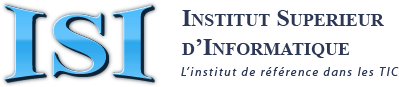 ISI
INSTITUT SUPERIEUR
D'INFORMATIQUE
L'institut de référence dans les TIC